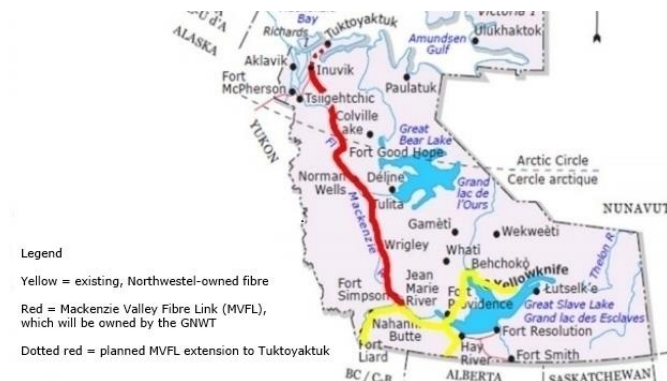 Bay
Richards
Tuktoyaktuk
Amundsen
Gulf
Ulukhaktok
ALASKA
Aklavik
Inuvik
Fort
McPherson
Tsiigehtchic
Paulatuk
Colville
Lake
YUKON
Great
Bear Lake
Fort Good Hope
Arctic Circle
Cercle arctique
Norman
Wells
Déline
Tulita
Grand
lac de
l'Ours
NUNAVUT
Mackenzie
Gamètì
Wekweètì
Wrigley
Whatì
Behchokǫ̀
Thelon R
Legend
Yellow = existing, Northwestel-owned fibre
Red = Mackenzie Valley Fibre Link (MVFL),
which will be owned by the GNWT
Dotted red = planned MVFL extension to Tuktoyaktuk
Fort
Simpson
Jean
Marie
River
Yellowknife
Łutselk'e
Great Slave Lake
Grand lac des Esclaves
Providence
Butte
Fort Resolution
Hay
River
Fort
Liard
Fort Smith
ALBERTA
SASKATCHEWAN